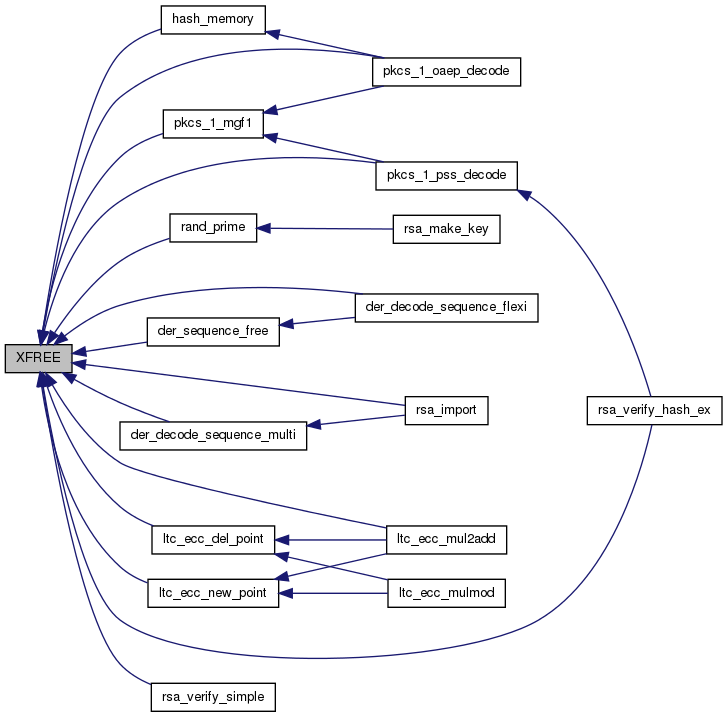 hash_memory
pkcs_1_oaep_decode
pkcs_1_mgf1
pkcs_1_pss_decode
rand_prime
rsa_make_key
der_decode_sequence_flexi
der_sequence_free
XFREE
rsa_import
rsa_verify_hash_ex
der_decode_sequence_multi
ltc_ecc_del_point
ltc_ecc_mul2add
ltc_ecc_new_point
ltc_ecc_mulmod
rsa_verify_simple